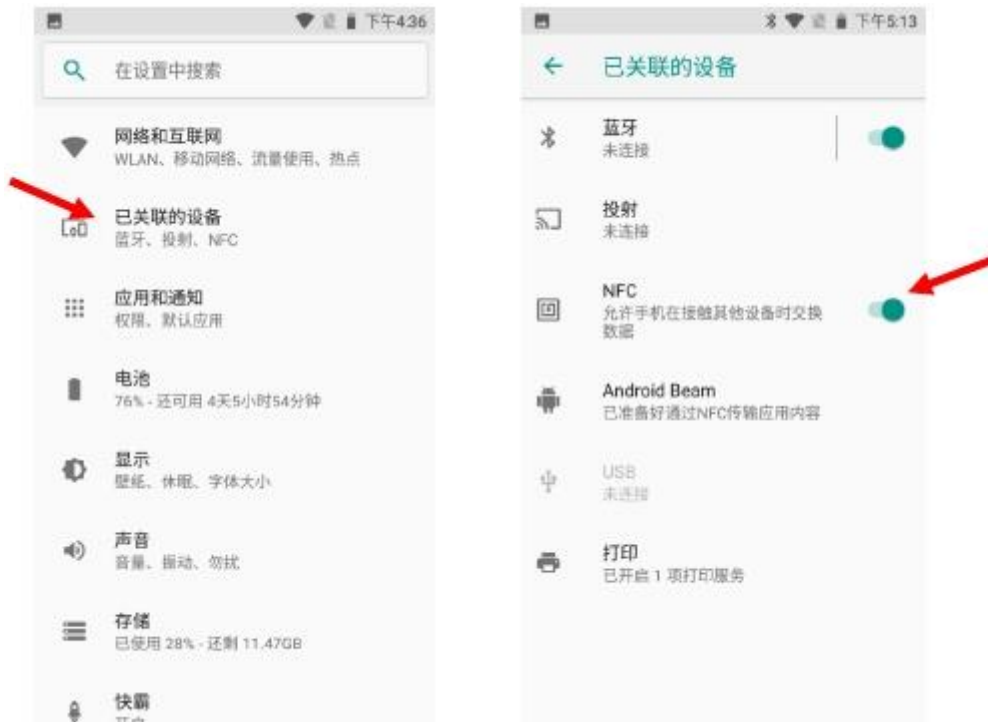 下午4:36
在设置中搜索
网络和互联网
WLAN、移动网络、流量使用、热点
已关联的设备
蓝牙、投射、NFC
应用和通知
权限、默认应用
电池
76% - 还可用 4天5小时54分钟
显示
壁纸、休眠、字体大小
声音
音量、振动、勿扰
存储
已使用 28% - 还剩 11.47GB
快霸
下午5:13
已关联的设备
蓝牙
未连接
投射
未连接
NFC
允许手机在接触其他设备时交换
数据
Android Beam
已准备好通过NFC传输应用内容
USB
未连接
打印
已开启 1 项打印服务